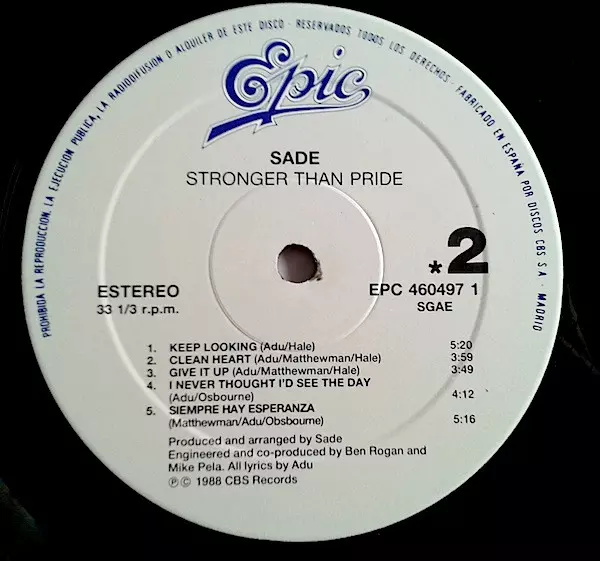 PROHIBIDA LA REPRODUCCION, LA EJECUCION PUBLICA, LA RADIODIFUSION O ALQUILER DE ESTE DISCO · RESERVADOS TODOS LOS DERECHOS. · FABRICADO EN ESPAÑA POR DISCOS CBS S.A. · MADRID
Epic
SADE
STRONGER THAN PRIDE
*2
ESTEREO
33 1/3 r.p.m.
EPC 460497 1
SGAE
1. KEEP LOOKING (Adu/Hale) 5:20
2. CLEAN HEART (Adu/Matthewman/Hale) 3:59
3. GIVE IT UP (Adu/Matthewman/Hale) 3:49
4. I NEVER THOUGHT I'D SEE THE DAY
(Adu/Osbourne) 4:12
5. SIEMPRE HAY ESPERANZA
(Matthewman/Adu/Obsbourne) 5:16
Produced and arranged by Sade
Engineered and co-produced by Ben Rogan and
Mike Pela. All lyrics by Adu
℗© 1988 CBS Records